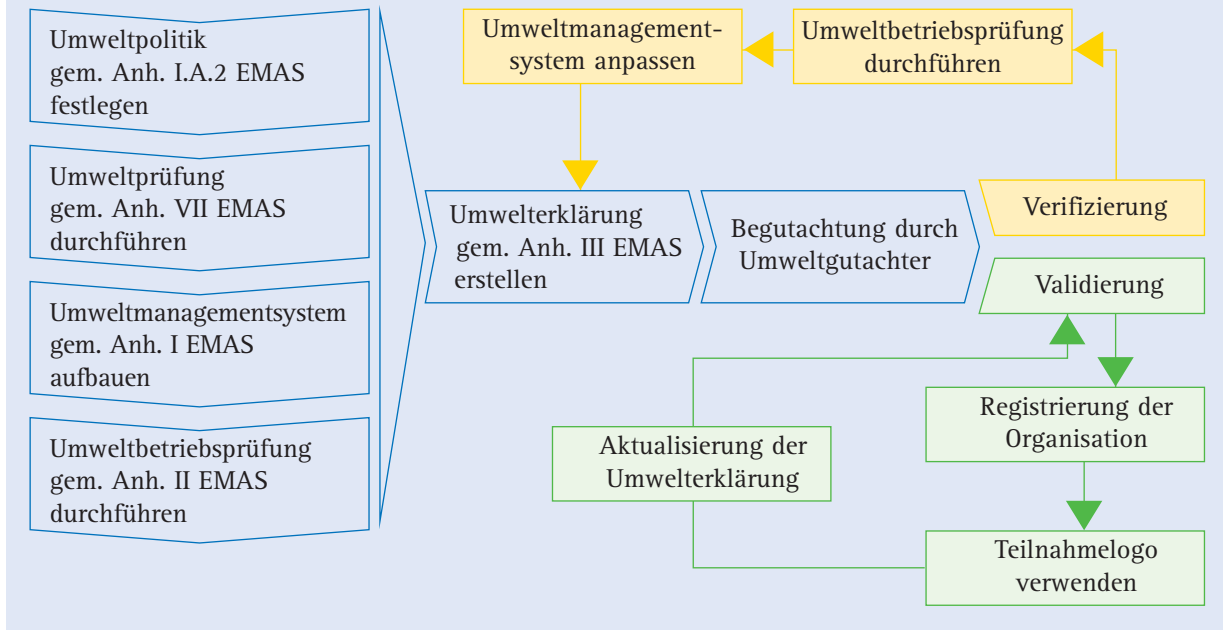 Umweltpolitik
gem. Anh. I.A.2 EMAS
festlegen
Umweltprüfung
gem. Anh. VII EMAS
durchführen
Umweltmanagementsystem
gem. Anh. I EMAS
aufbauen
Umweltbetriebsprüfung
gem. Anh. II EMAS
durchführen
Umweltmanagement-
system anpassen
Umweltbetriebsprüfung
durchführen
Umwelterklärung
gem. Anh. III EMAS
erstellen
Begutachtung durch
Umweltgutachter
Verifizierung
Validierung
Registrierung der
Organisation
Teilnahmelogo
verwenden
Aktualisierung der
Umwelterklärung